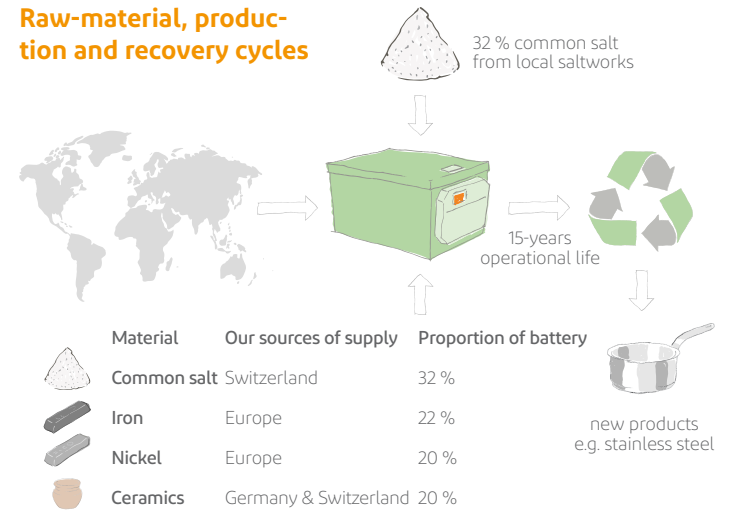 Raw-material, produc-
tion and recovery cycles
32 % common salt
from local saltworks
15-years
operational life
Material Our sources of supply Proportion of battery
Common salt Switzerland 32 %
Iron Europe 22 %
Nickel Europe 20 %
Ceramics Germany & Switzerland 20 %
new products
e.g. stainless steel